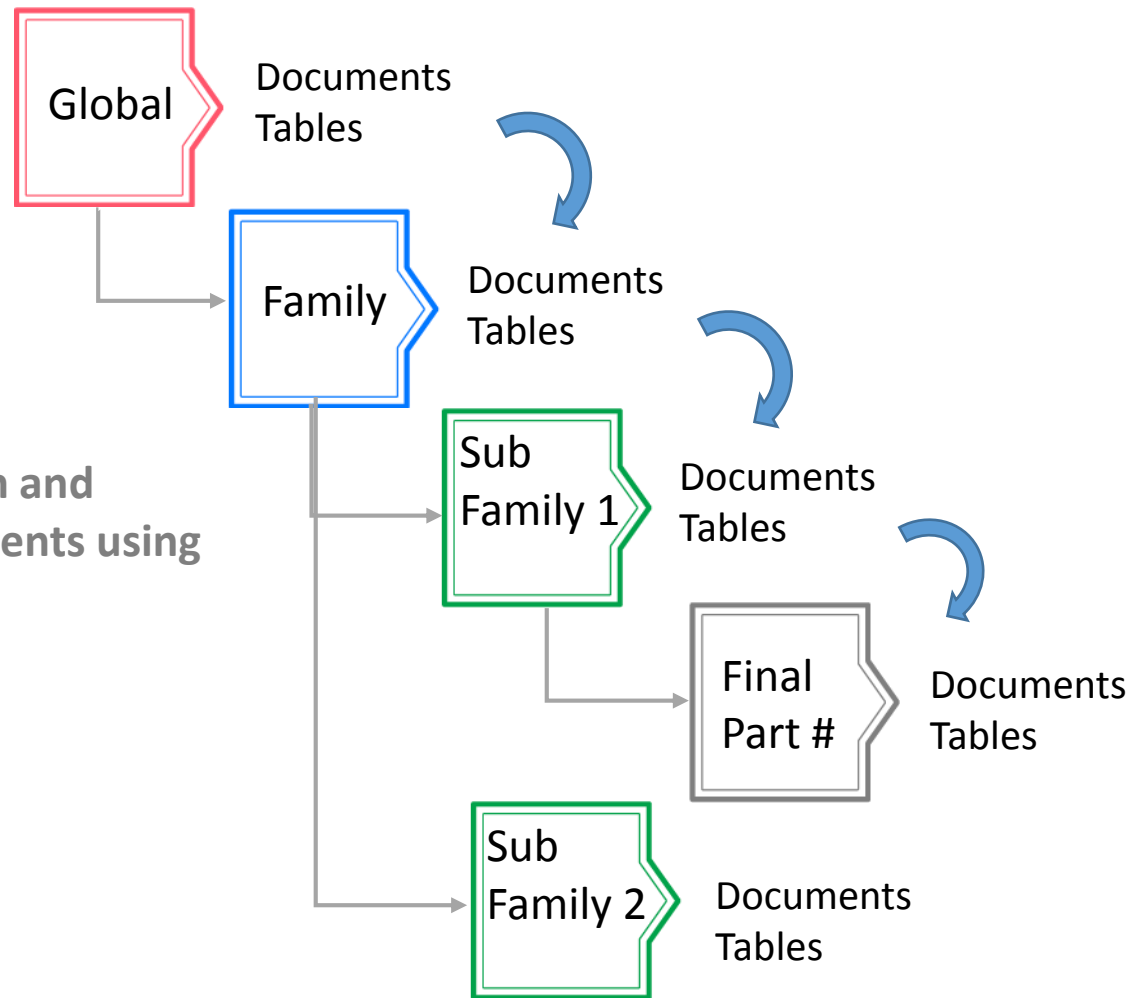 Global
Documents
Tables
Family
Documents
Tables
Sub
Family 1
Documents
Tables
and
using
Final
Part #
Documents
Tables
Sub
Family 2
Documents
Tables